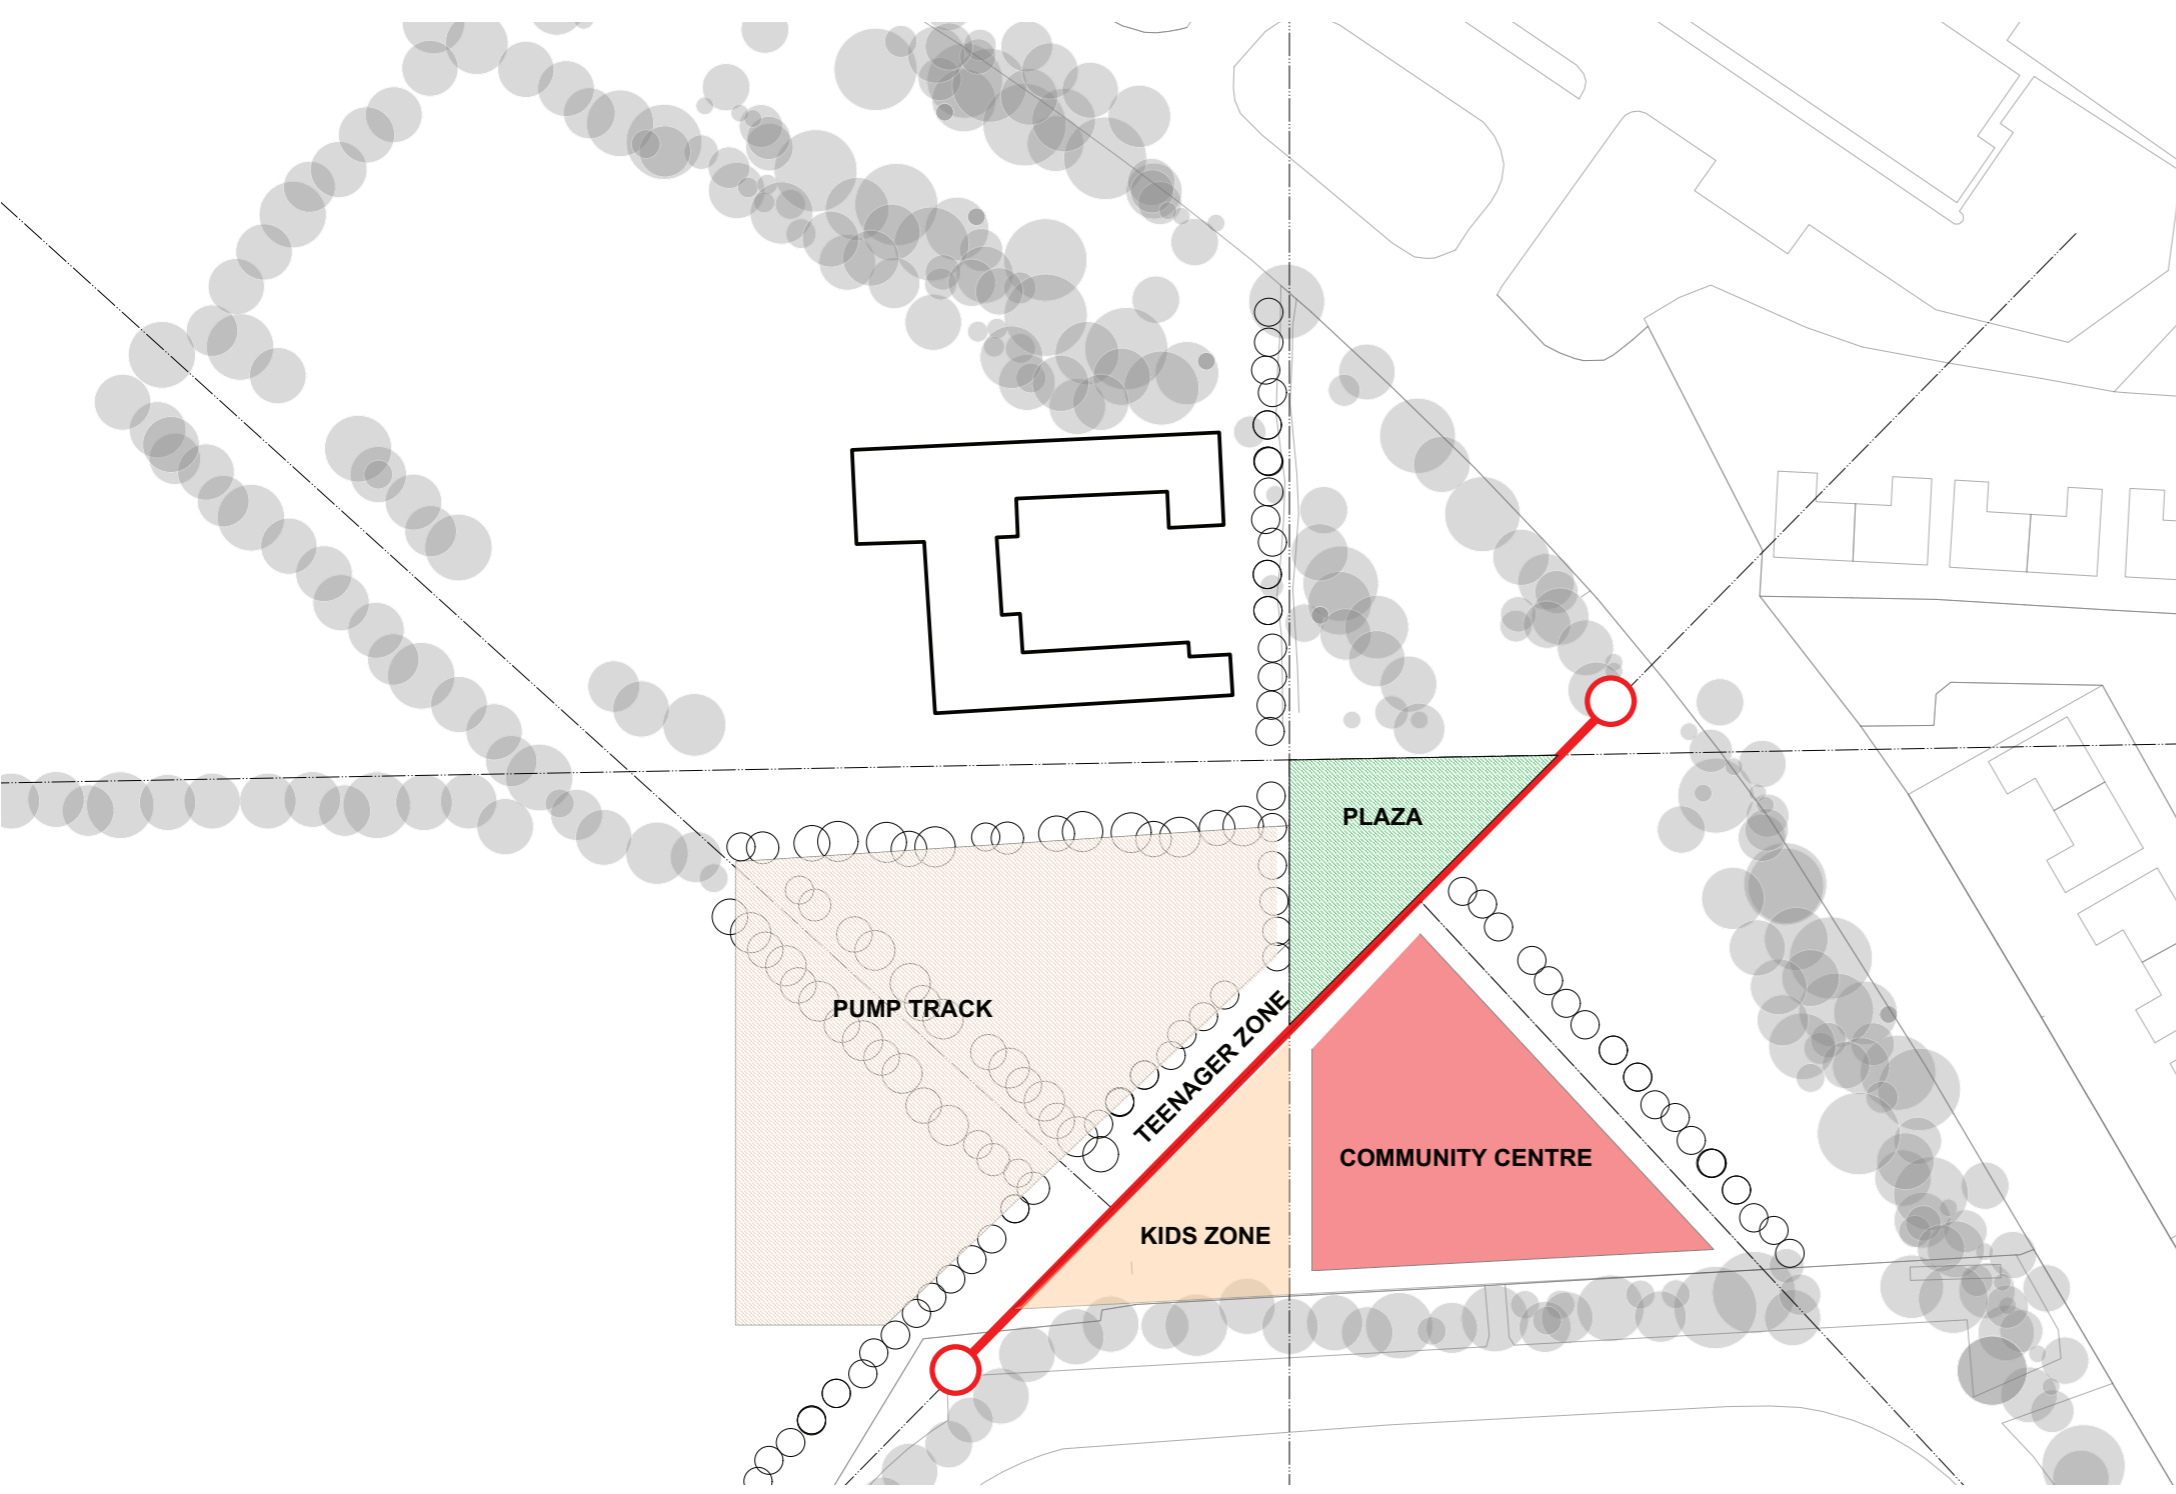 PLAZA
PUMP TRACK
TEENAGER ZONE
COMMUNITY CENTRE
KIDS ZONE